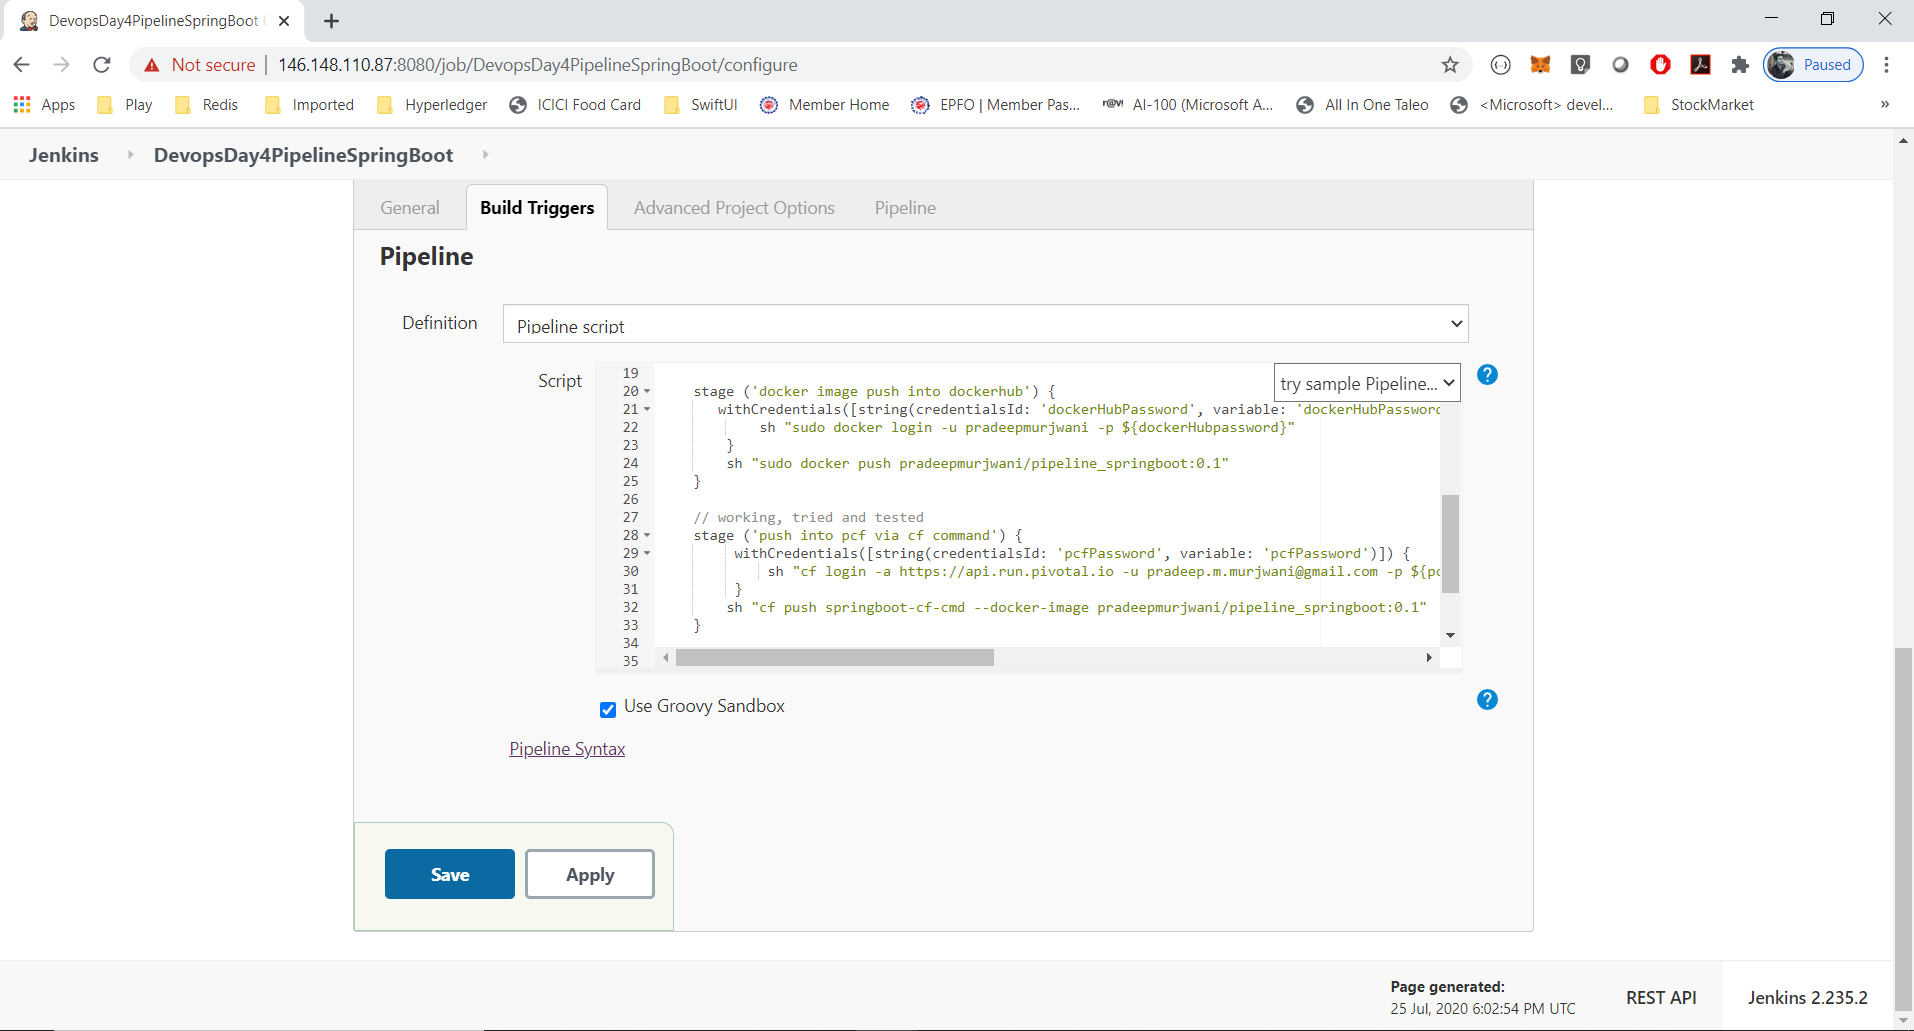 DevopsDay4PipelineSpringBoot
Not secure | 146.148.110.87:8080/job/DevopsDay4PipelineSpringBoot/configure
Paused
Apps Play Redis Imported Hyperledger ICICI Food Card SwiftUI Member Home EPFO | Member Pas... AI-100 (Microsoft A... All In One Taleo <Microsoft> devel... StockMarket »
Jenkins DevopsDay4PipelineSpringBoot
General Build Triggers Advanced Project Options Pipeline
Pipeline
Definition Pipeline script
Script
try sample Pipeline...
19
20 stage ('docker image push into dockerhub') {
21 withCredentials([string(credentialsId: 'dockerHubPassword', variable: 'dockerHubPassword
22 sh "sudo docker login -u pradeepmurjwani -p ${dockerHubpassword}"
23 }
24 sh "sudo docker push pradeepmurjwani/pipeline_springboot:0.1"
25 }
26
27 // working, tried and tested
28 stage ('push into pcf via cf command') {
29 withCredentials([string(credentialsId: 'pcfPassword', variable: 'pcfPassword')]) {
30 sh "cf login -a https://api.run.pivotal.io -u pradeep.m.murjwani@gmail.com -p ${pc
31 }
32 sh "cf push springboot-cf-cmd --docker-image pradeepmurjwani/pipeline_springboot:0.1"
33 }
34
35
Use Groovy Sandbox
Pipeline Syntax
Save Apply
Page generated:
25 Jul, 2020 6:02:54 PM UTC
REST API
Jenkins 2.235.2